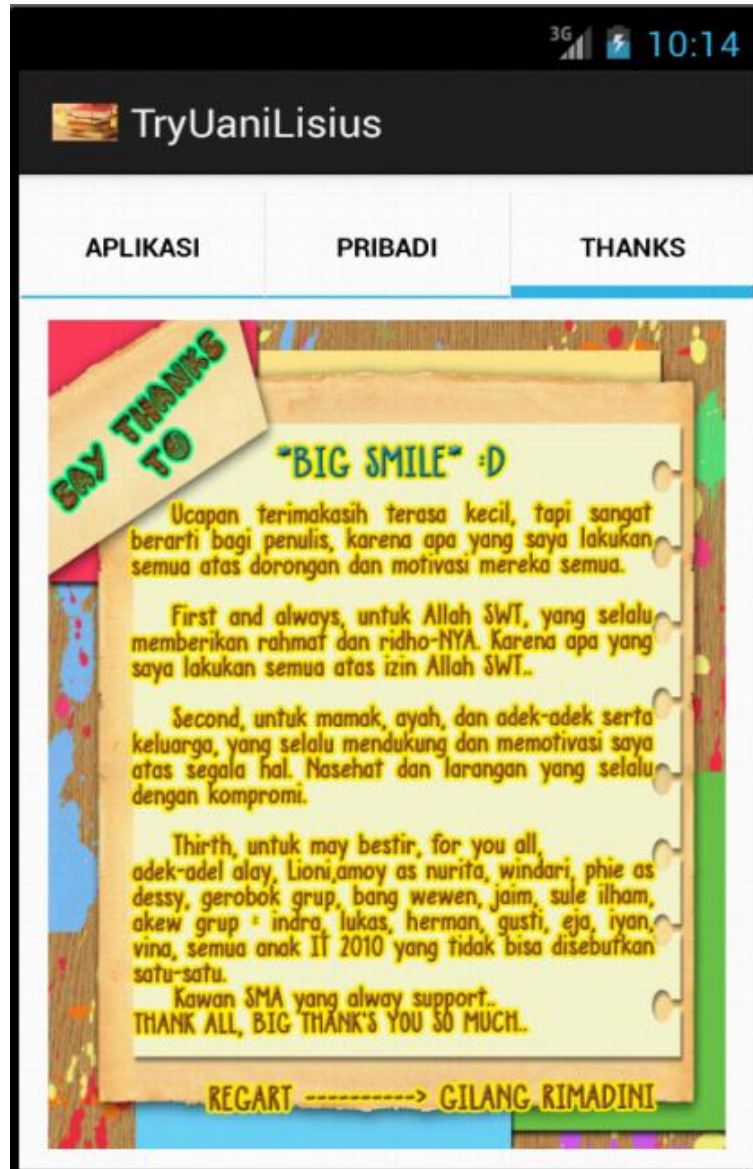 3G 10:14
TryUaniLisius
APLIKASI PRIBADI THANKS
SAY THANKS
TO
*BIG SMILE* :D
Ucapan terimakasih terasa kecil, tapi sangat
berarti bagi penulis, karena apa yang saya lakukan
semua atas dorongan dan motivasi mereka semua.
First and always, untuk Allah SWT, yang selalu
memberikan rahmat dan ridho-NYA. Karena apa yang
saya lakukan semua atas izin Allah SWT..
Second, untuk mamak, ayah, dan adek-adek serta
keluarga, yang selalu mendukung dan memotivasi saya
atas segala hal. Nasehat dan larangan yang selalu
dengan kompromi.
Thirth, untuk may bestir, for you all,
adek-adel alay, Lioni,amoy as nurita, windari, phie as
dessy, gerobok grup, bang wewen, jaim, sule ilham,
akew grup : indra, lukas, herman, gusti, eja, iyan,
vina, semua anak IT 2010 yang tidak bisa disebutkan
satu-satu.
Kawan SMA yang alway support..
THANK ALL, BIG THANK'S YOU SO MUCH..
REGART ----------> GILANG RIMADINI